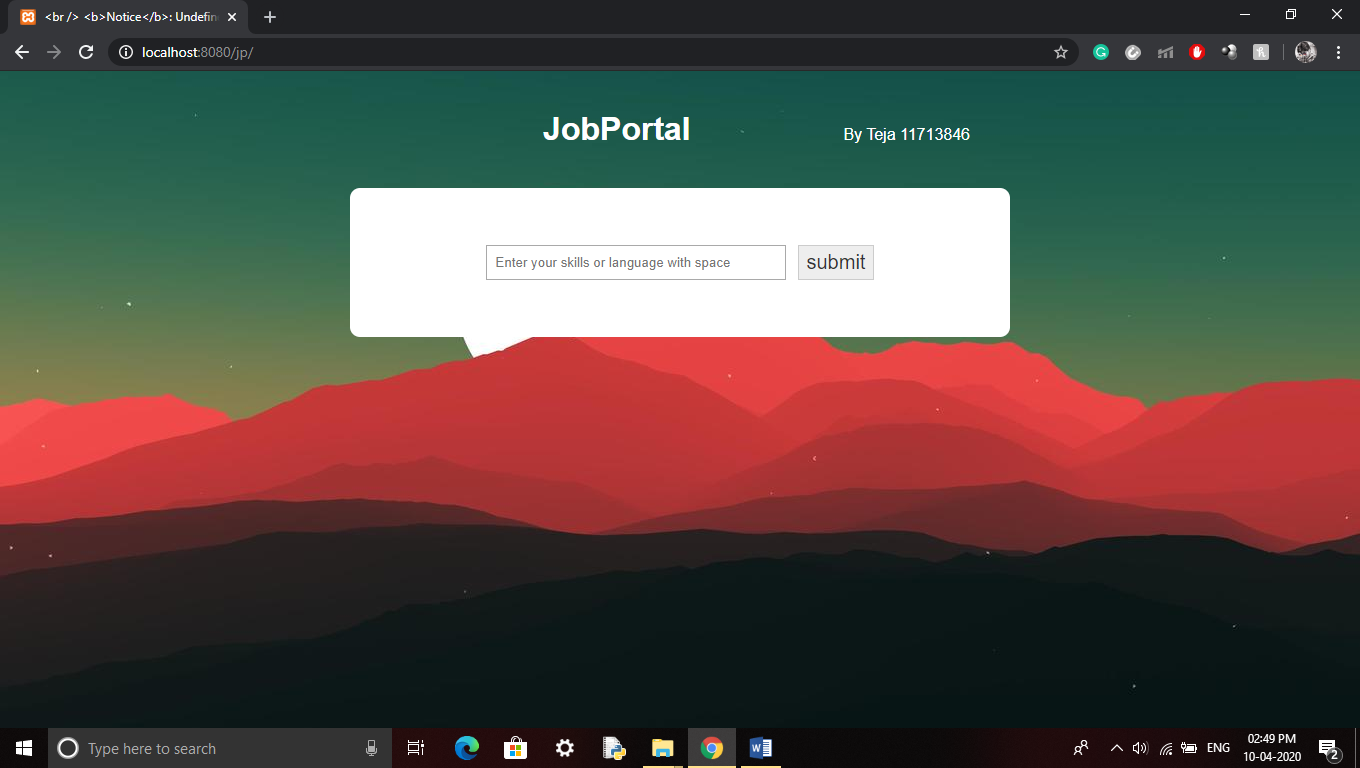 <br /> <b>Notice</b>: Undefin
localhost:8080/jp/
JobPortal
By Teja 11713846
Enter your skills or language with space
submit
Type here to search
ENG
02:49 PM
10-04-2020
2